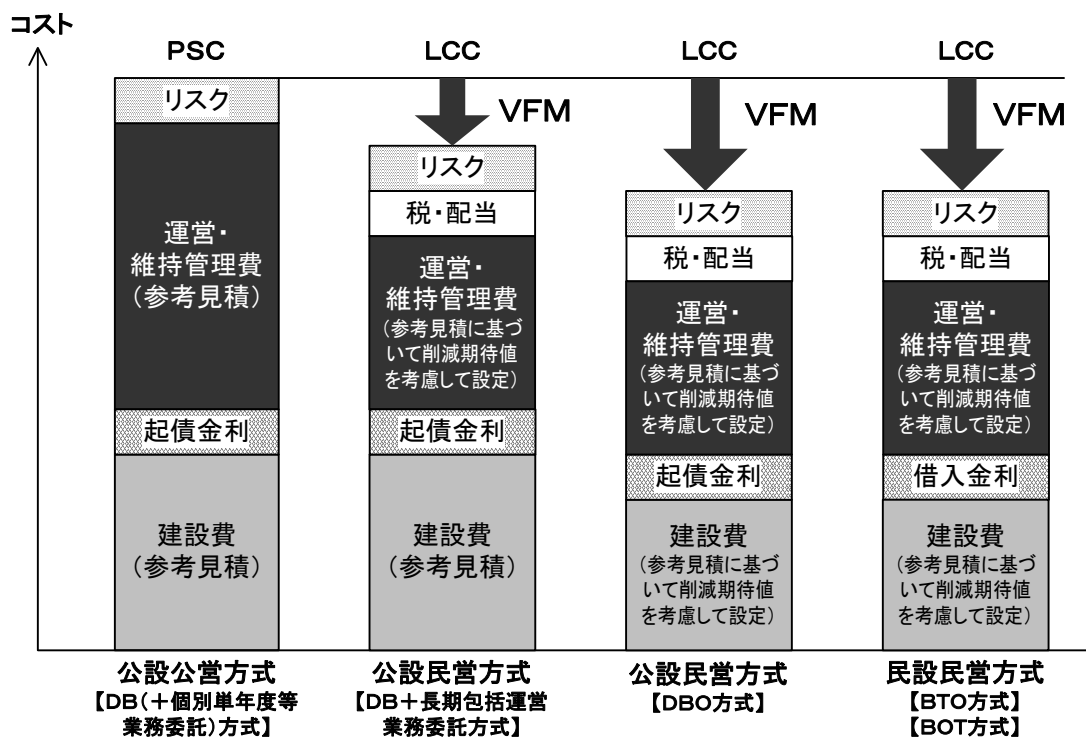 コスト
PSC
リスク
運営・
維持管理費
(参考見積)
起債金利
建設費
(参考見積)
公設公営方式
【DB(+個別単年度等
業務委託)方式】
LCC
VFM
リスク
税・配当
運営・
維持管理費
(参考見積に基づ
いて削減期待値
を考慮して設定)
起債金利
建設費
(参考見積)
公設民営方式
【DB+長期包括運営
業務委託方式】
LCC
VFM
リスク
税・配当
運営・
維持管理費
(参考見積に基づ
いて削減期待値
を考慮して設定)
起債金利
建設費
(参考見積に基づ
いて削減期待値
を考慮して設定)
公設民営方式
【DBO方式】
LCC
VFM
リスク
税・配当
運営・
維持管理費
(参考見積に基づ
いて削減期待値
を考慮して設定)
借入金利
建設費
(参考見積に基づ
いて削減期待値
を考慮して設定)
民設民営方式
【BTO方式】
【BOT方式】